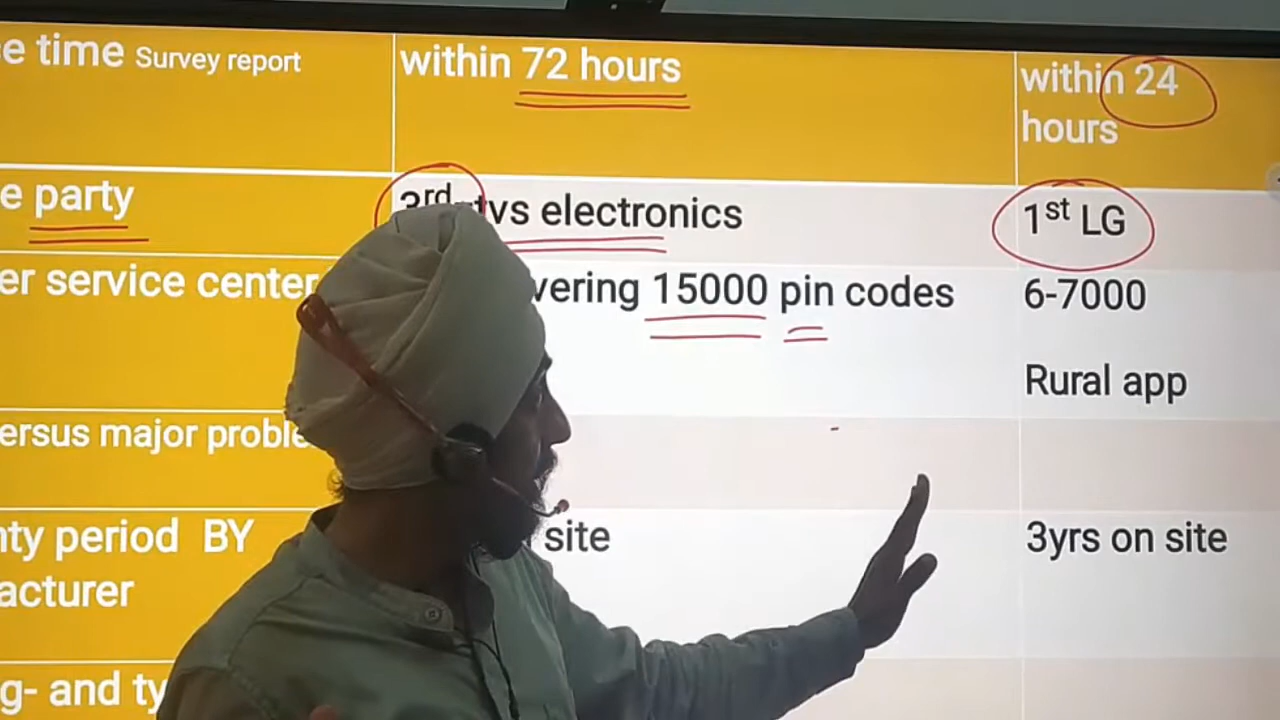 e time Survey report
within 72 hours
within 24
hours
e party
3rd tvs electronics
1st LG
er service center
vering 15000 pin codes
6-7000
Rural app
ersus major proble
nty period BY
acturer
site
3yrs on site
g- and ty